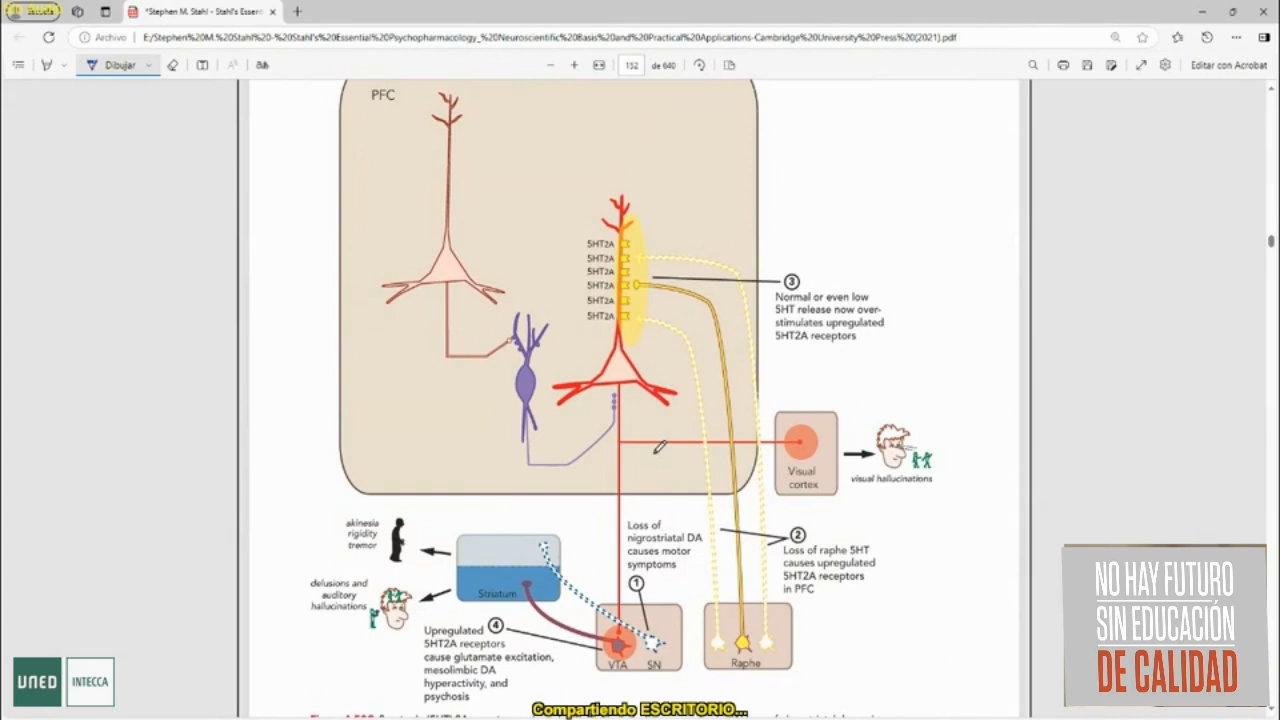 *Stephen M. Stahl - Stahl's Essen
Archivo
E:/Stephen%20M.%20Stahl%20-%20Stahl's%20Essential%20Psychopharmacology_%20Neuroscientific%20Basis%20and%20Practical%20Applications-Cambridge%20University%20Press%20(2021).pdf
Dibujar
152
de 640
Editar con Acrobat
PFC
5HT2A
5HT2A
5HT2A
5HT2A
5HT2A
5HT2A
3
Normal or even low
5HT release now over-
stimulates upregulated
5HT2A receptors
Visual
cortex
visual hallucinations
akinesia
rigidity
tremor
delusions and
auditory
hallucinations
Striatum
Loss of
nigrostriatal DA
causes motor
symptoms
1
2
Loss of raphe 5HT
causes upregulated
5HT2A receptors
in PFC
4
Upregulated
5HT2A receptors
cause glutamate excitation,
mesolimbic DA
hyperactivity, and
psychosis
VTA
SN
Raphe
NO HAY FUTURO
SIN EDUCACIÓN
DE CALIDAD
UNED
INTECCA
Compartiendo ESCRITORIO...